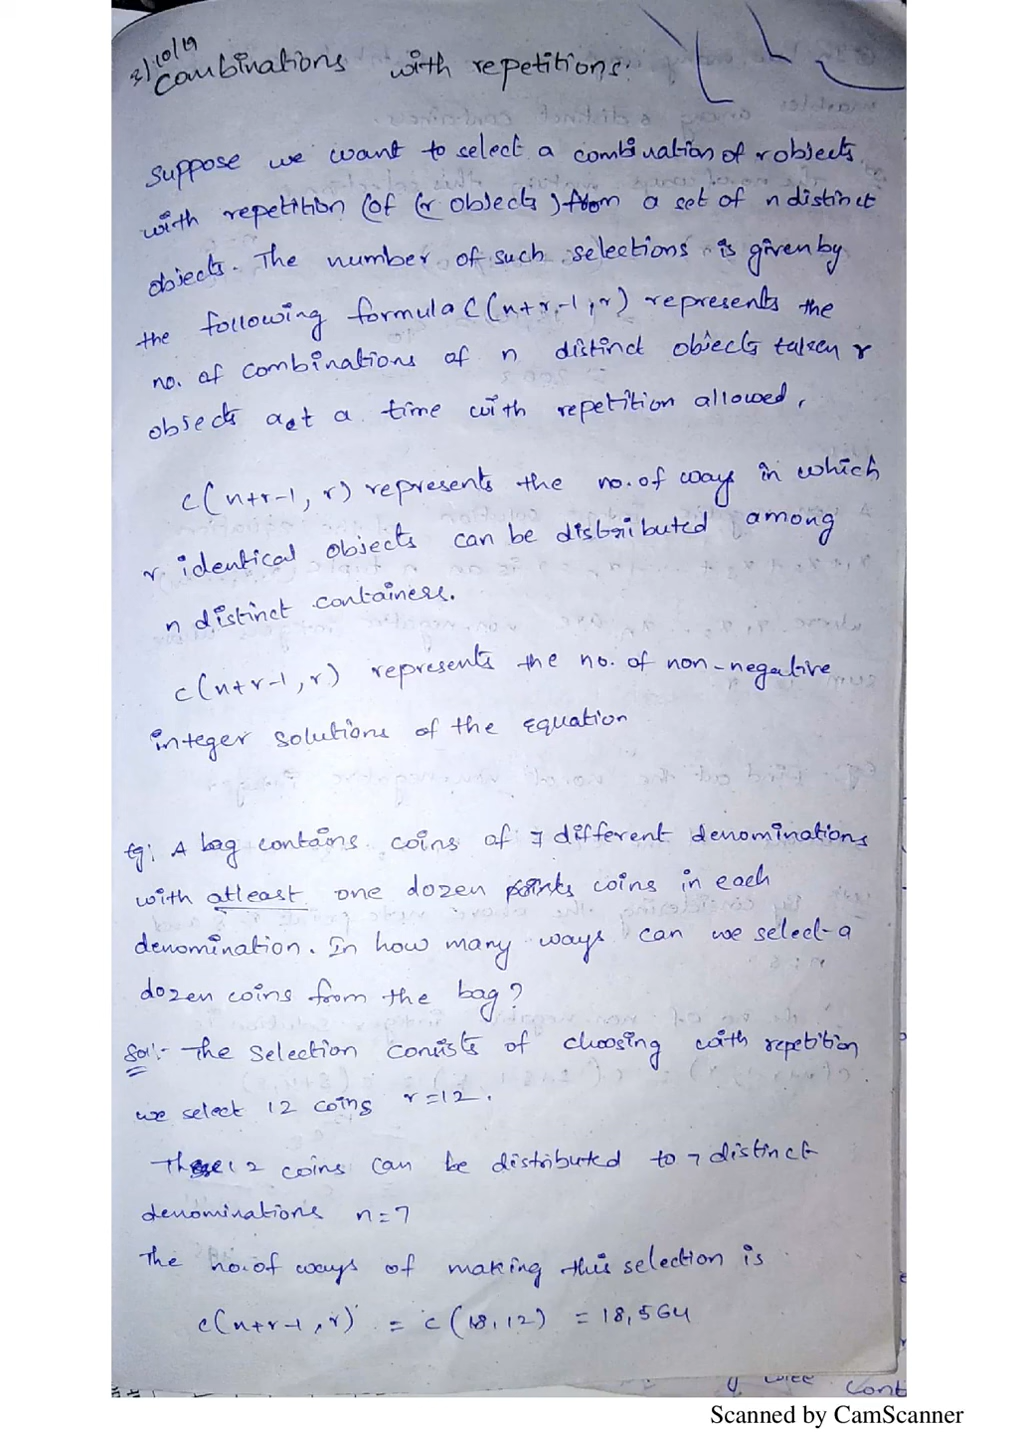 3/10/19
Combinations with repetitions:
Suppose we want to select a combination of r objects
with repetition (of (r objects) from a set of n distinct
objects. The number of such selections is given by
the following formula C(n+r-1,r) represents the
no. of combinations of n distinct objects taken r
objects at a time with repetition allowed,
C(n+r-1, r) represents the no. of ways in which
r identical objects can be distributed among
n distinct containers.
C(n+r-1, r) represents the no. of non-negative
integer solutions of the equation
Eg: A bag contains coins of 7 different denominations
with atleast one dozen coins in each
denomination. In how many ways can we select a
dozen coins from the bag?
Sol:- The selection consists of choosing with repetition
we select 12 coins r=12.
These 12 coins can be distributed to 7 distinct
denominations n=7
The no. of ways of making this selection is
C(n+r-1, r) = C(18,12) = 18,564
Scanned by CamScanner